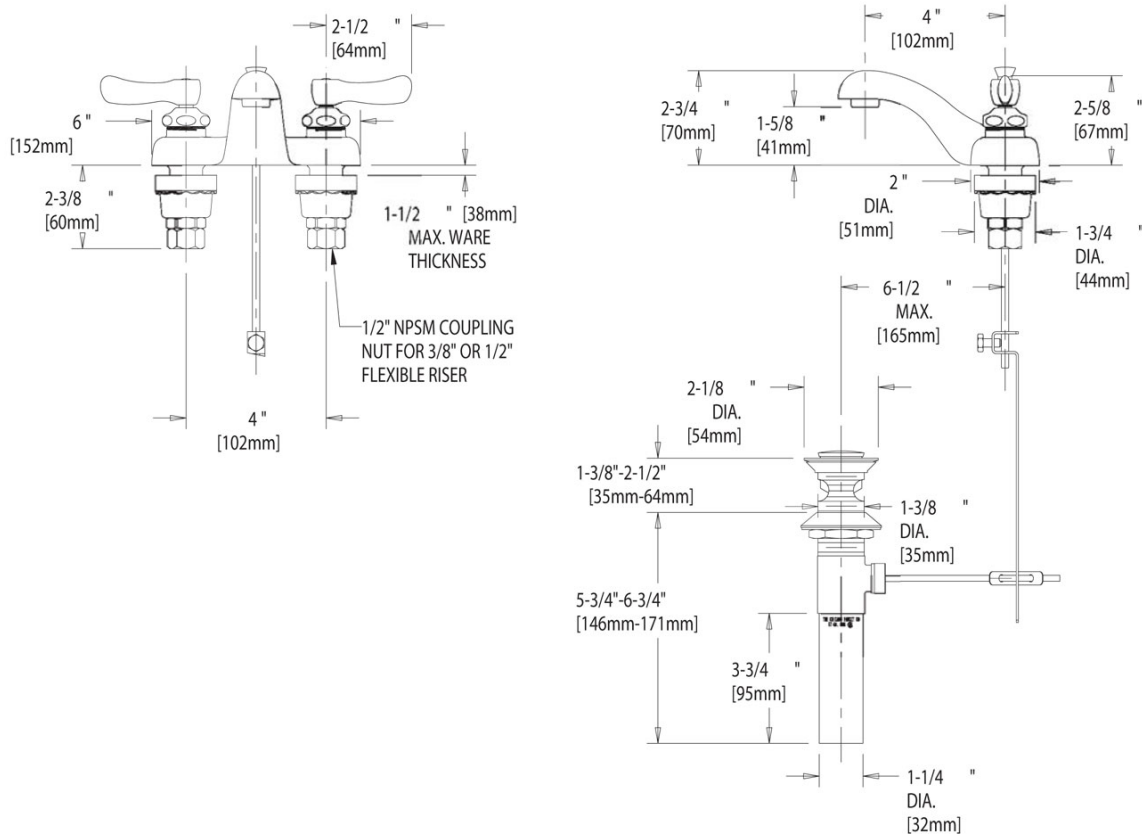 2-1/2 "
[64mm]
6 "
[152mm]
2-3/8 "
[60mm]
1-1/2 " [38mm]
MAX. WARE
THICKNESS
1/2" NPSM COUPLING
NUT FOR 3/8" OR 1/2"
FLEXIBLE RISER
4 "
[102mm]
4 "
[102mm]
2-3/4 "
[70mm]
1-5/8 "
[41mm]
2-5/8 "
[67mm]
2 "
DIA.
[51mm]
1-3/4 "
DIA.
[44mm]
6-1/2 "
MAX.
[165mm]
2-1/8 "
DIA.
[54mm]
1-3/8"-2-1/2"
[35mm-64mm]
1-3/8 "
DIA.
[35mm]
5-3/4"-6-3/4"
[146mm-171mm]
3-3/4 "
[95mm]
1-1/4 "
DIA.
[32mm]